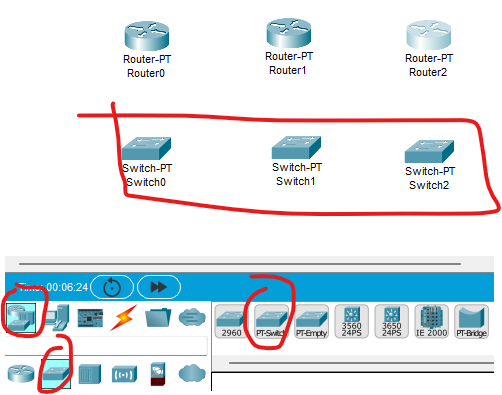 Router-PT
Router0
Router-PT
Router1
Router-PT
Router2
Switch-PT
Switch0
Switch-PT
Switch1
Switch-PT
Switch2
Time: 00:06:24
2960
PT-Switch
PT-Empty
3560
24PS
3650
24PS
IE 2000
PT-Bridge